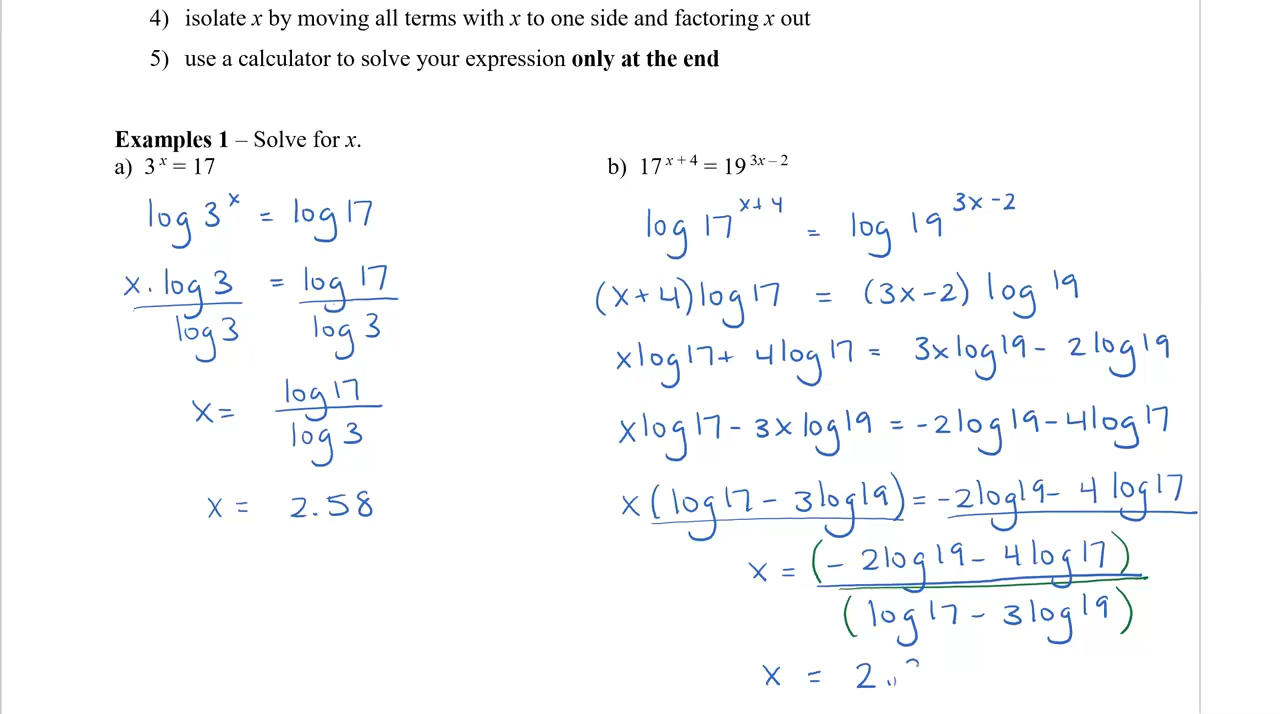 4) isolate x by moving all terms with x to one side and factoring x out
5) use a calculator to solve your expression only at the end
Examples 1 – Solve for x.
a) 3^x = 17
log 3^x = log 17
x · log 3 / log 3 = log 17 / log 3
x = log 17 / log 3
x = 2.58
b) 17^(x + 4) = 19^(3x – 2)
log 17^(x+4) = log 19^(3x-2)
(x+4) log 17 = (3x-2) log 19
x log 17 + 4 log 17 = 3x log 19 - 2 log 19
x log 17 - 3x log 19 = -2 log 19 - 4 log 17
x (log 17 - 3 log 19) = -2 log 19 - 4 log 17
x = (-2 log 19 - 4 log 17) / (log 17 - 3 log 19)
x = 2.